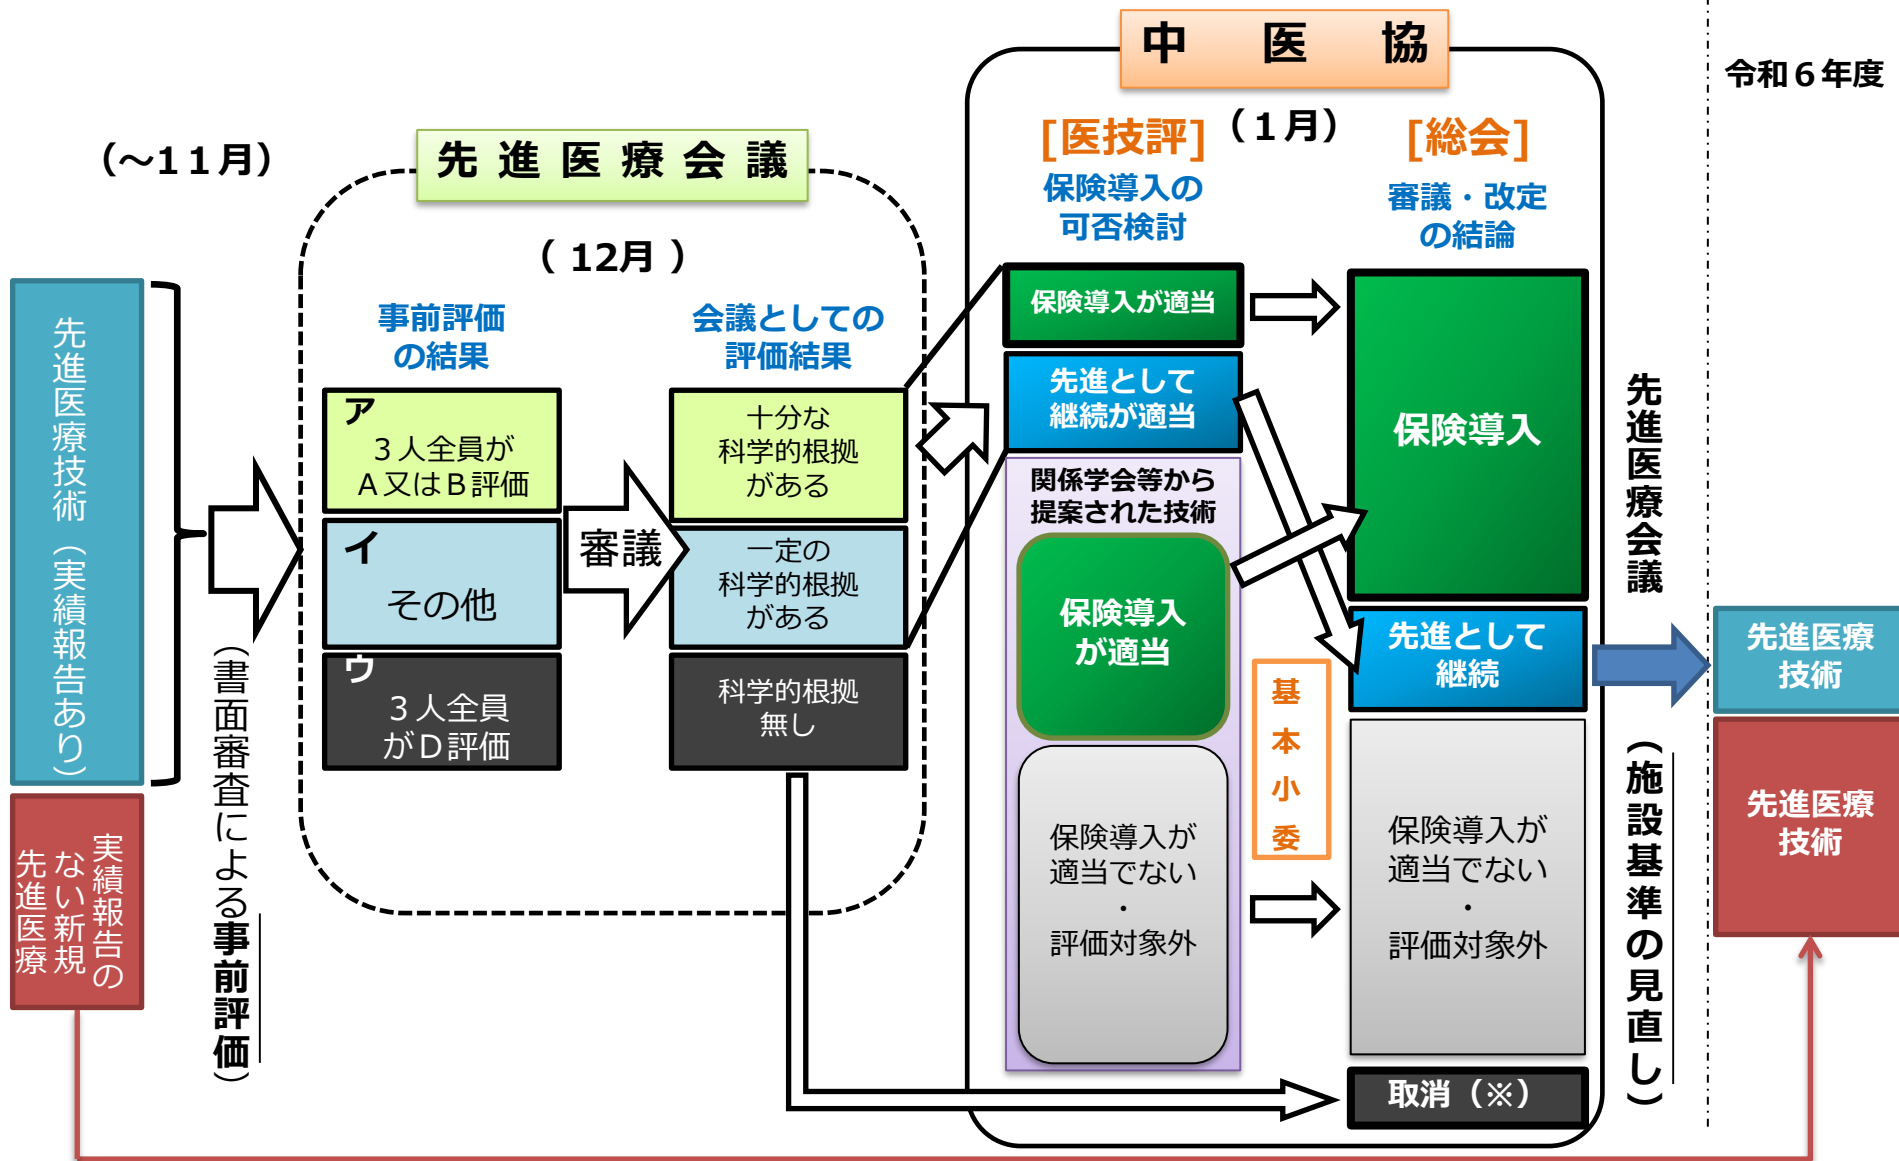 （～１１月）
先進医療技術（実績報告あり）
実績報告の
ない新規
先進医療
（書面審査による事前評価）
先進医療会議
（ 12月 ）
事前評価
の結果
ア
３人全員が
Ａ又はＢ評価
イ
その他
ウ
３人全員
がＤ評価
審議
会議としての
評価結果
十分な
科学的根拠
がある
一定の
科学的根拠
がある
科学的根拠
無し
中医協
（１月）
[医技評]
保険導入の
可否検討
保険導入が適当
先進として
継続が適当
関係学会等から
提案された技術
保険導入
が適当
保険導入が
適当でない
・
評価対象外
基本小委
[総会]
審議・改定
の結論
保険導入
先進として
継続
保険導入が
適当でない
・
評価対象外
取消（※）
先進医療会議
（施設基準の見直し）
令和６年度
先進医療
技術
先進医療
技術